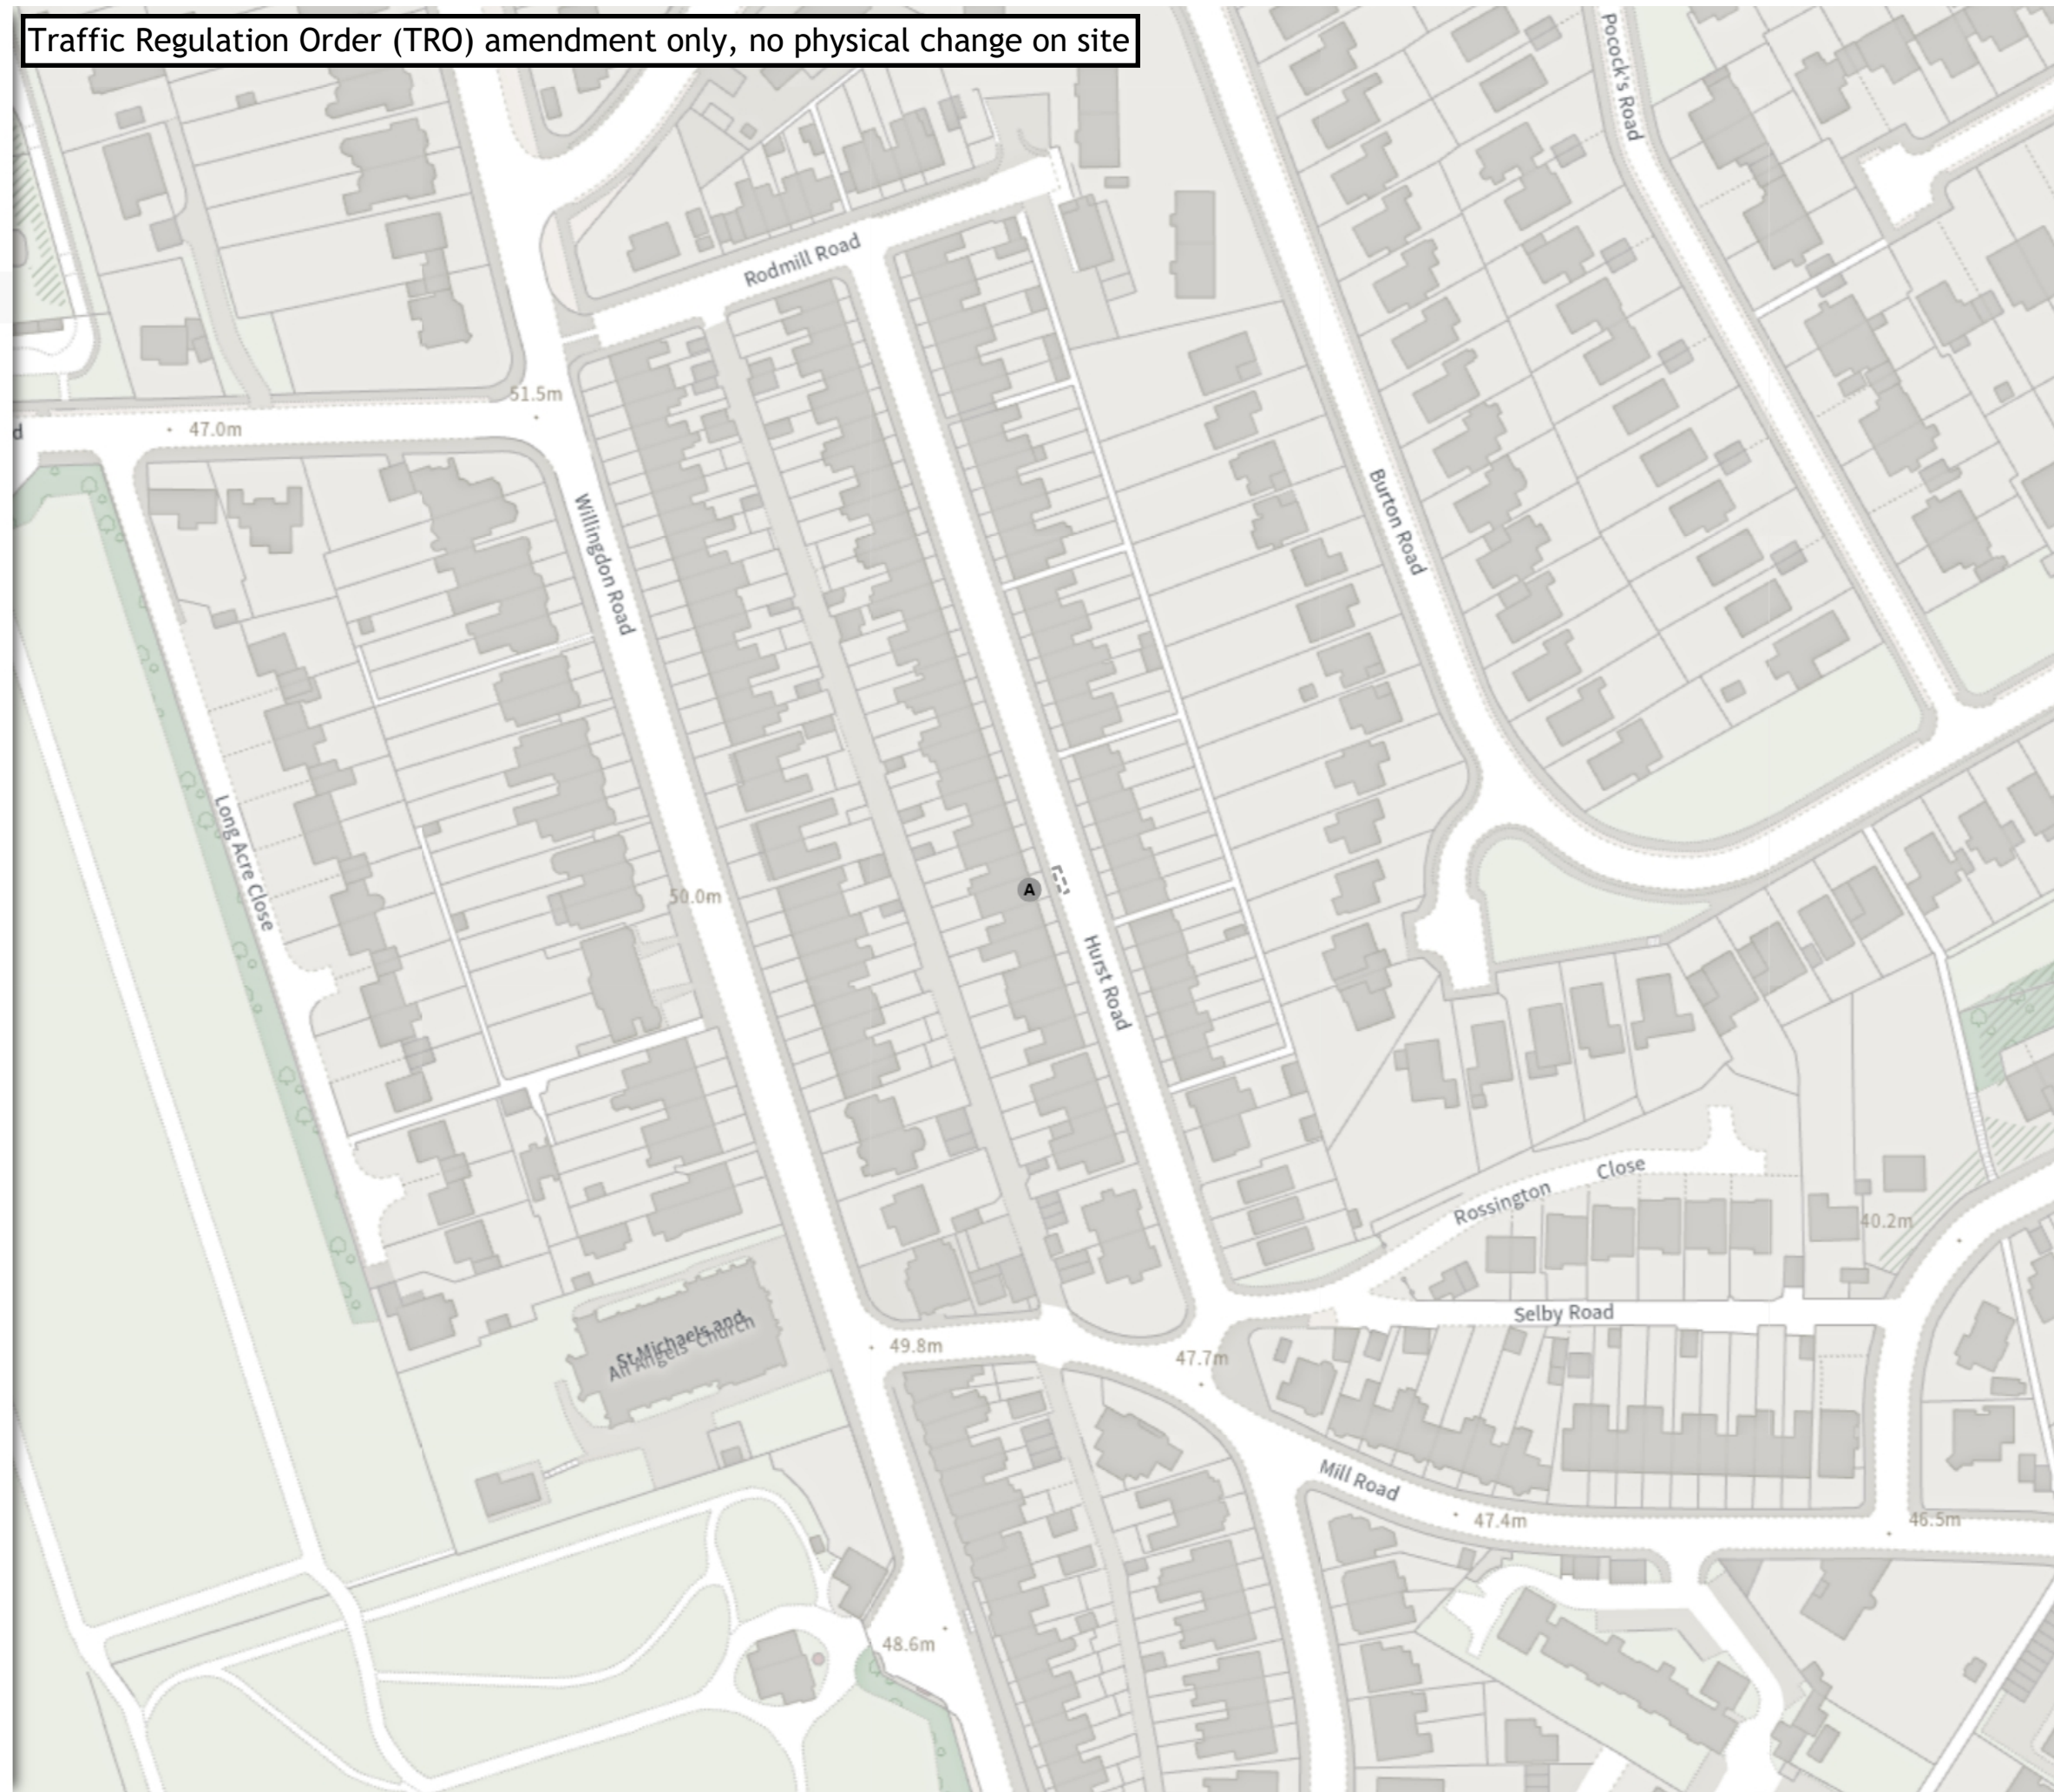 Traffic Regulation Order (TRO) amendment only, no physical change on site
Pocock's Road
Rodmill Road
51.5m
d
47.0m
Willingdon Road
Burton Road
Long Acre Close
50.0m
A
Hurst Road
Rossington Close
40.2m
Selby Road
St Michaels and
All Angels' Church
49.8m
47.7m
Mill Road
47.4m
46.5m
48.6m